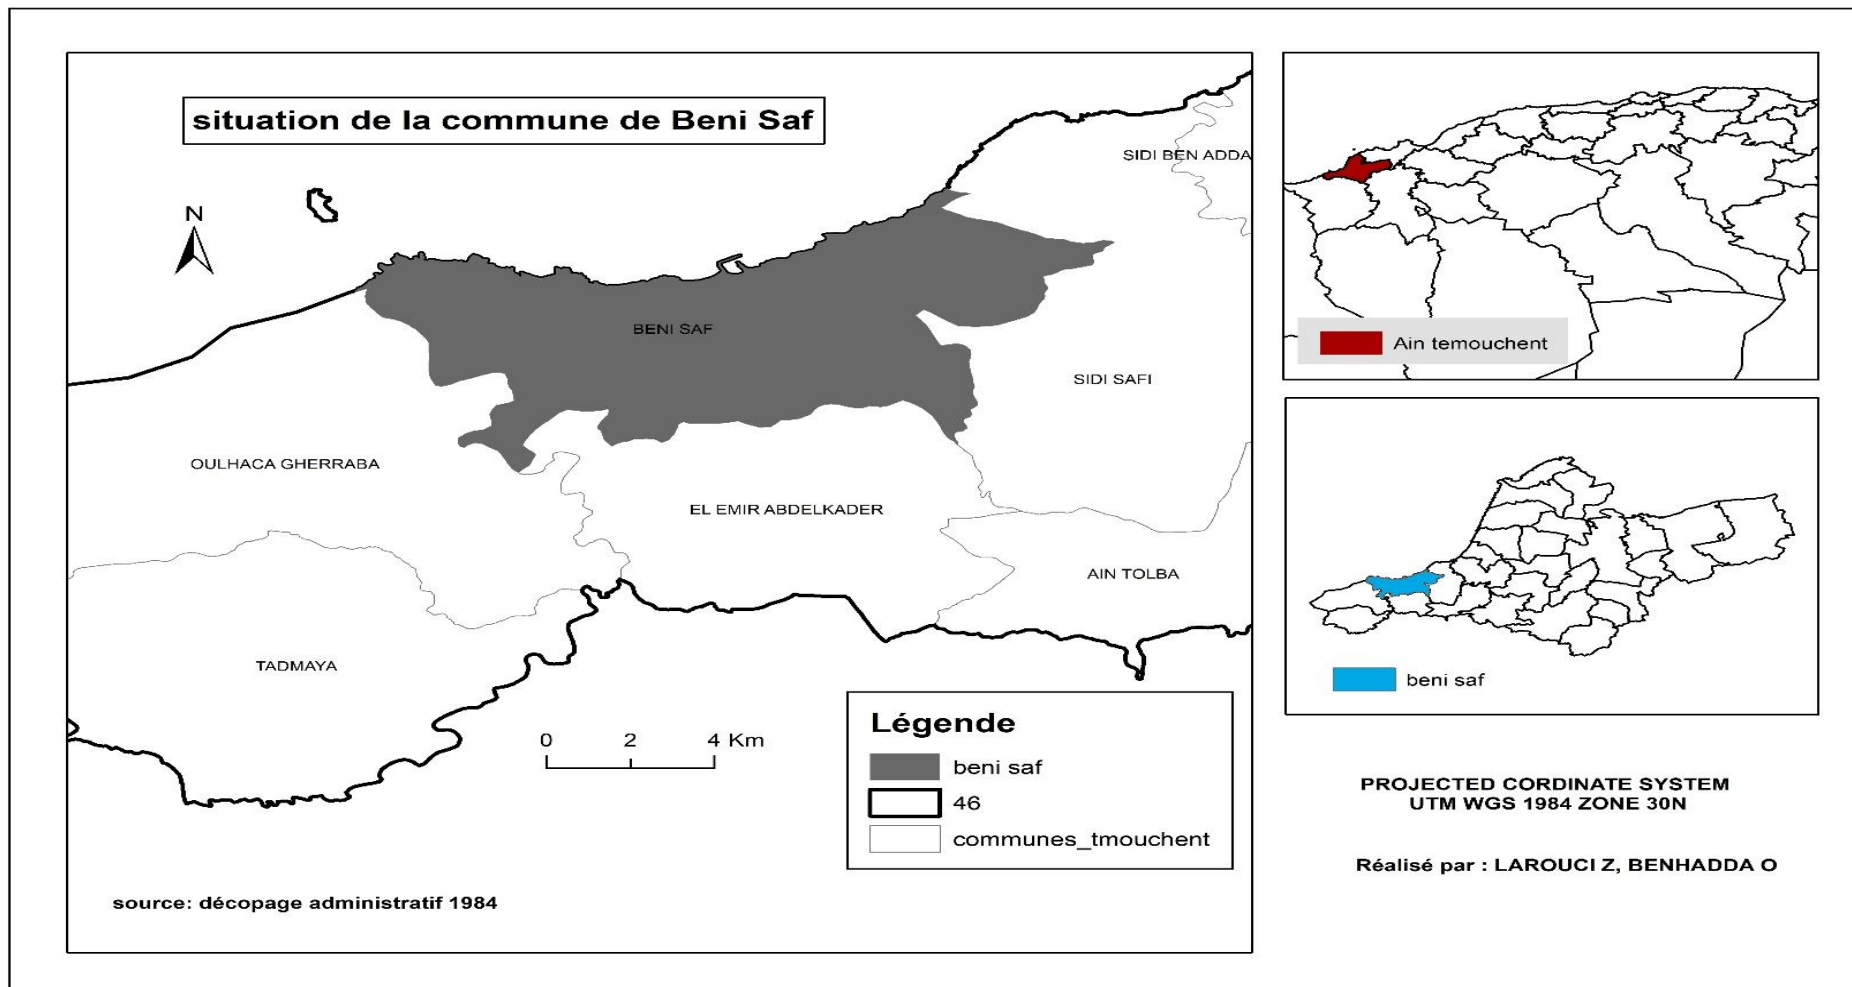 situation de la commune de Beni Saf
N
SIDI BEN ADDA
BENI SAF
SIDI SAFI
OULHACA GHERRABA
EL EMIR ABDELKADER
AIN TOLBA
TADMAYA
0 2 4 Km
Légende
beni saf
46
communes_tmouchent
source: décopage administratif 1984
Ain temouchent
beni saf
PROJECTED CORDINATE SYSTEM
UTM WGS 1984 ZONE 30N
Réalisé par : LAROUCI Z, BENHADDA O